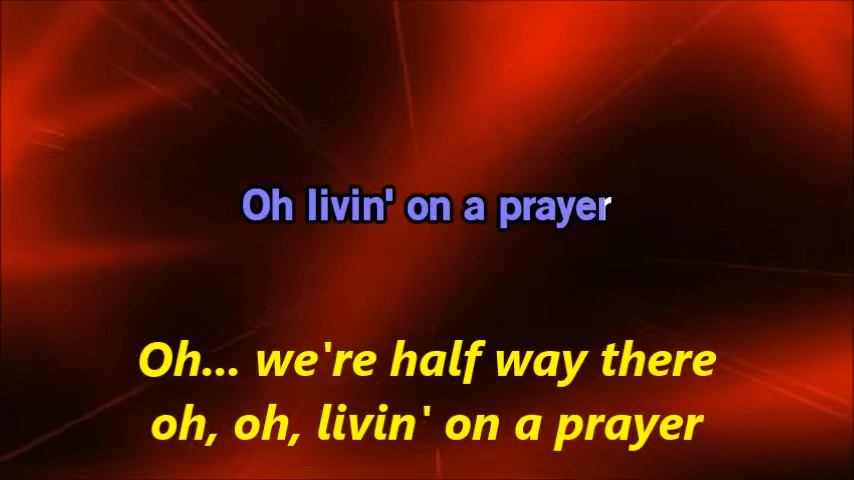 Oh livin' on a prayer
Oh... we're half way there
oh, oh, livin' on a prayer